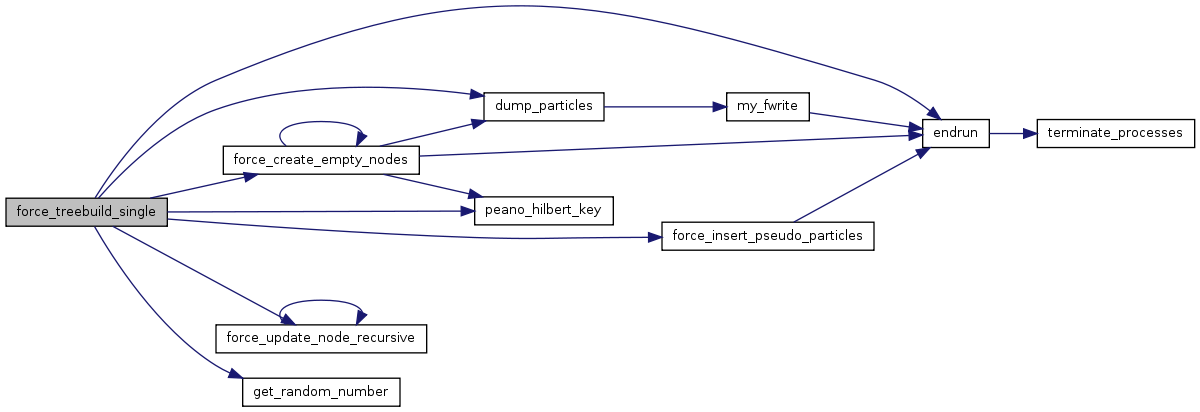 dump_particles
my_fwrite
endrun
terminate_processes
force_create_empty_nodes
force_treebuild_single
peano_hilbert_key
force_insert_pseudo_particles
force_update_node_recursive
get_random_number